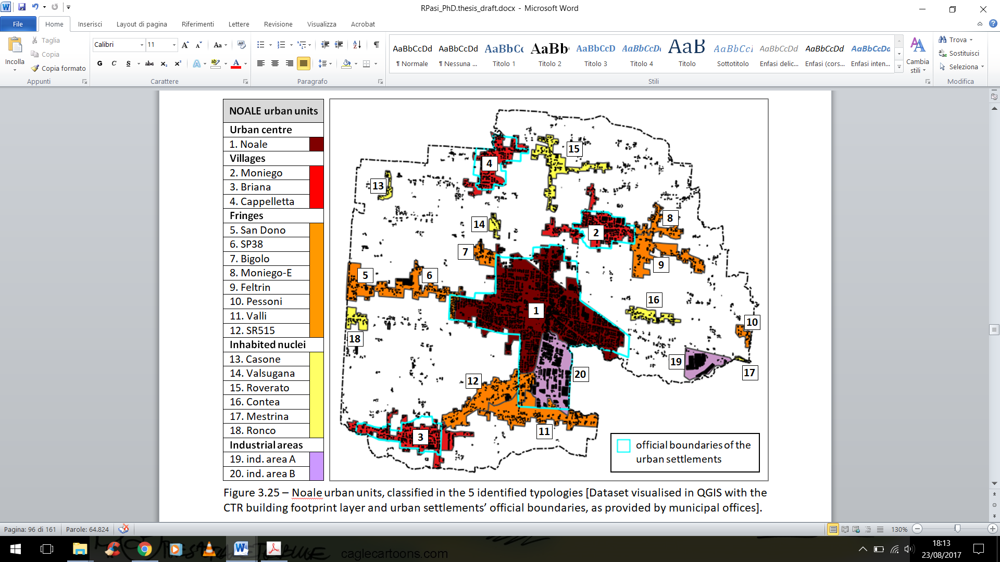 RPasi_PhD.thesis_draft.docx - Microsoft Word
File Home Inserisci Layout di pagina Riferimenti Lettere Revisione Visualizza Acrobat
Incolla
Taglia
Copia
Copia formato
Appunti
Calibri 11
G C S abc x₂ x²
Carattere
Paragrafo
AaBbCcDd AaBbCcDd AaBbCc AaBb AaBbCcD AaBbCcD AaB AaBbCcI AaBbCcDd AaBbCcDd AaBbCcDd
¶ Normale ¶ Nessuna ... Titolo 1 Titolo 2 Titolo 3 Titolo 4 Titolo Sottotitolo Enfasi delic... Enfasi (cors... Enfasi inten...
Stili
Cambia stili
Trova
Sostituisci
Seleziona
Modifica
NOALE urban units
Urban centre
1. Noale
Villages
2. Moniego
3. Briana
4. Cappelletta
Fringes
5. San Dono
6. SP38
7. Bigolo
8. Moniego-E
9. Feltrin
10. Pessoni
11. Valli
12. SR515
Inhabited nuclei
13. Casone
14. Valsugana
15. Roverato
16. Contea
17. Mestrina
18. Ronco
Industrial areas
19. ind. area A
20. ind. area B
15
4
13
8
14
2
7
9
5
6
16
1
10
18
19
17
20
12
11
3
official boundaries of the
urban settlements
Figure 3.25 – Noale urban units, classified in the 5 identified typologies [Dataset visualised in QGIS with the
CTR building footprint layer and urban settlements’ official boundaries, as provided by municipal offices].
Pagina: 96 di 161 Parole: 64.824 130%
caglecartoons.com
18:13
23/08/2017